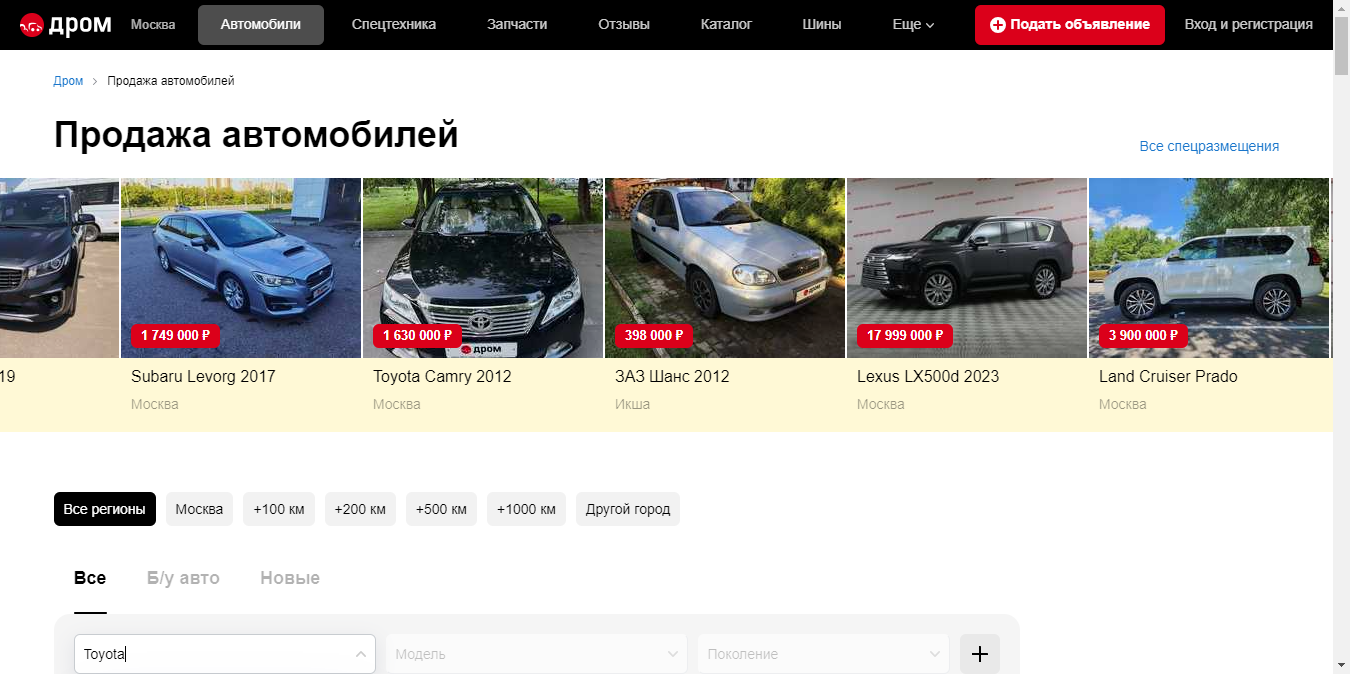 дром Москва Автомобили Спецтехника Запчасти Отзывы Каталог Шины Еще Подать объявление Вход и регистрация
Дром > Продажа автомобилей
Продажа автомобилей
Все спецразмещения
1 749 000 ₽ 1 630 000 ₽ 398 000 ₽ 17 999 000 ₽ 3 900 000 ₽
дром
19 Subaru Levorg 2017 Toyota Camry 2012 ЗАЗ Шанс 2012 Lexus LX500d 2023 Land Cruiser Prado
Москва Москва Икша Москва Москва
Все регионы Москва +100 км +200 км +500 км +1000 км Другой город
Все Б/у авто Новые
Toyota Модель Поколение +